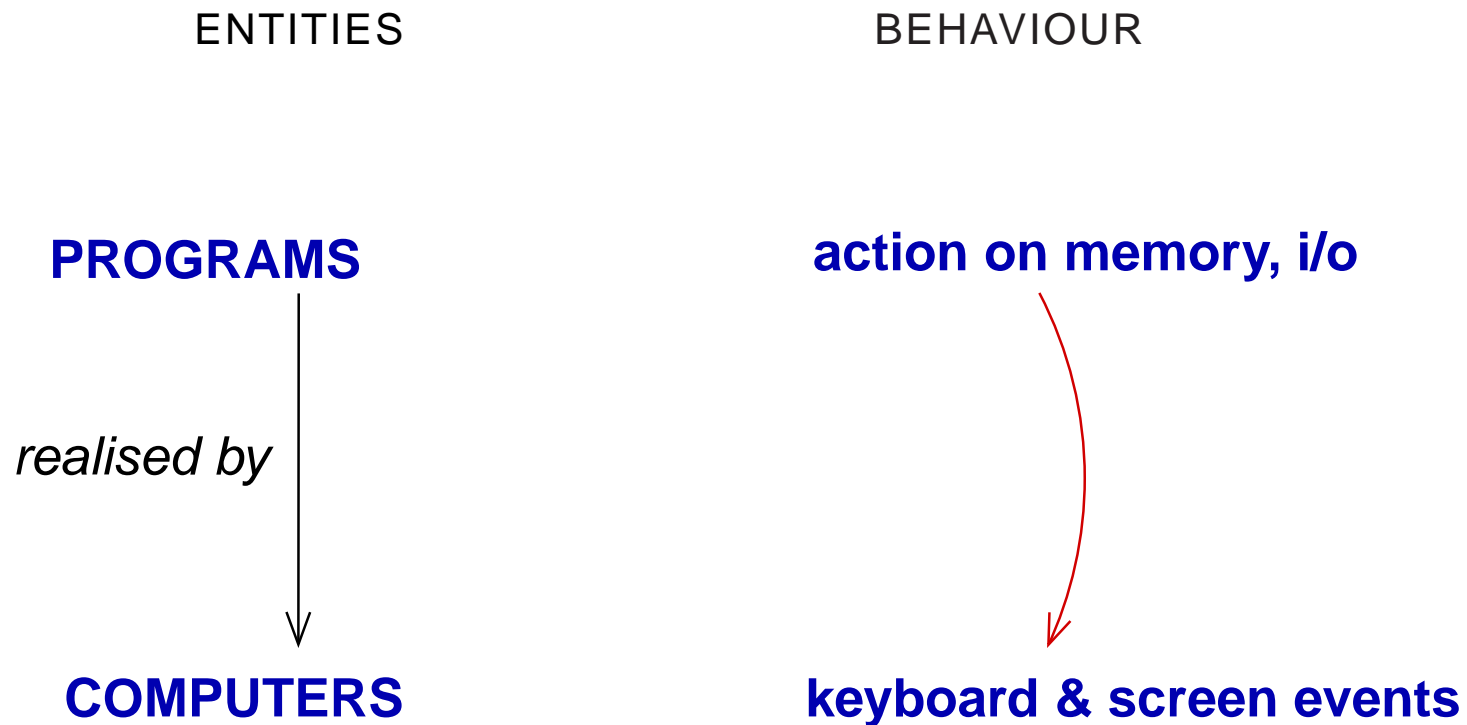 ENTITIES
BEHAVIOUR
PROGRAMS
action on memory, i/o
realised by
COMPUTERS
keyboard & screen events